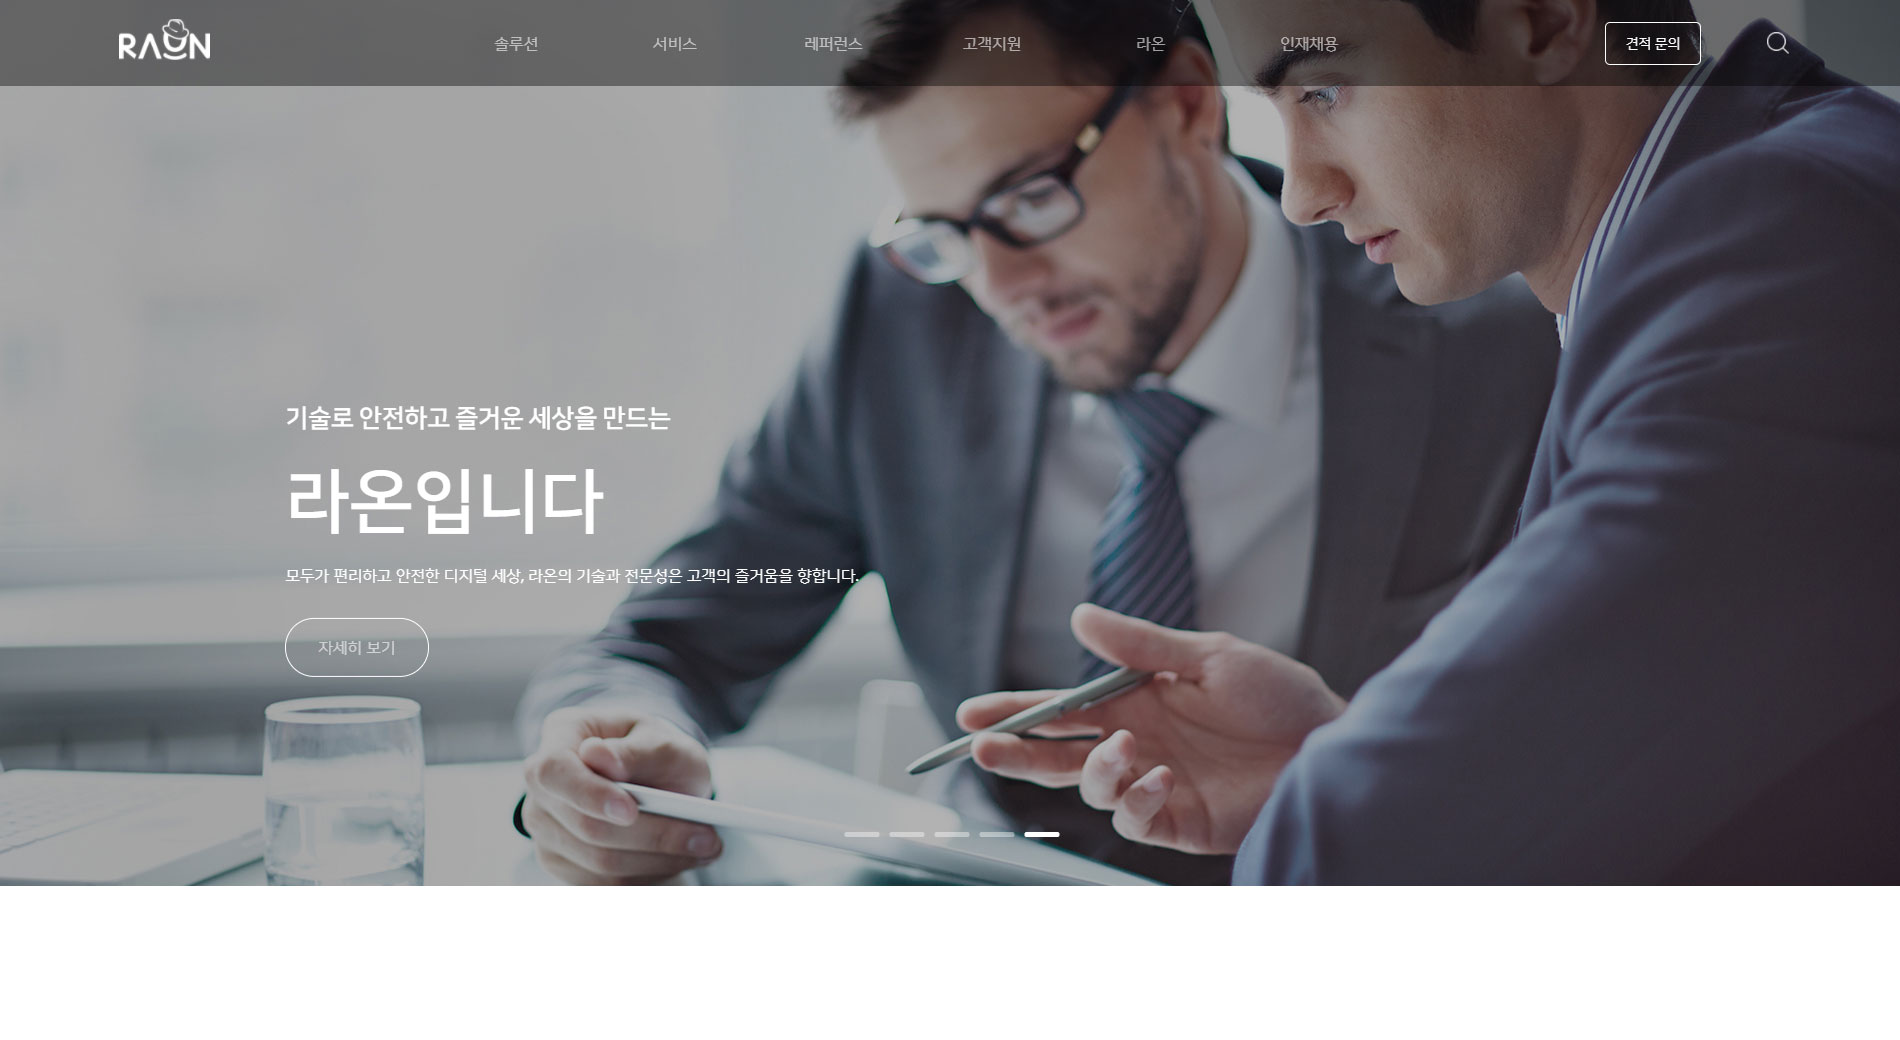 RAON
솔루션
서비스
레퍼런스
고객지원
라온
인재채용
견적 문의
기술로 안전하고 즐거운 세상을 만드는
라온입니다
모두가 편리하고 안전한 디지털 세상, 라온의 기술과 전문성은 고객의 즐거움을 향합니다.
자세히 보기